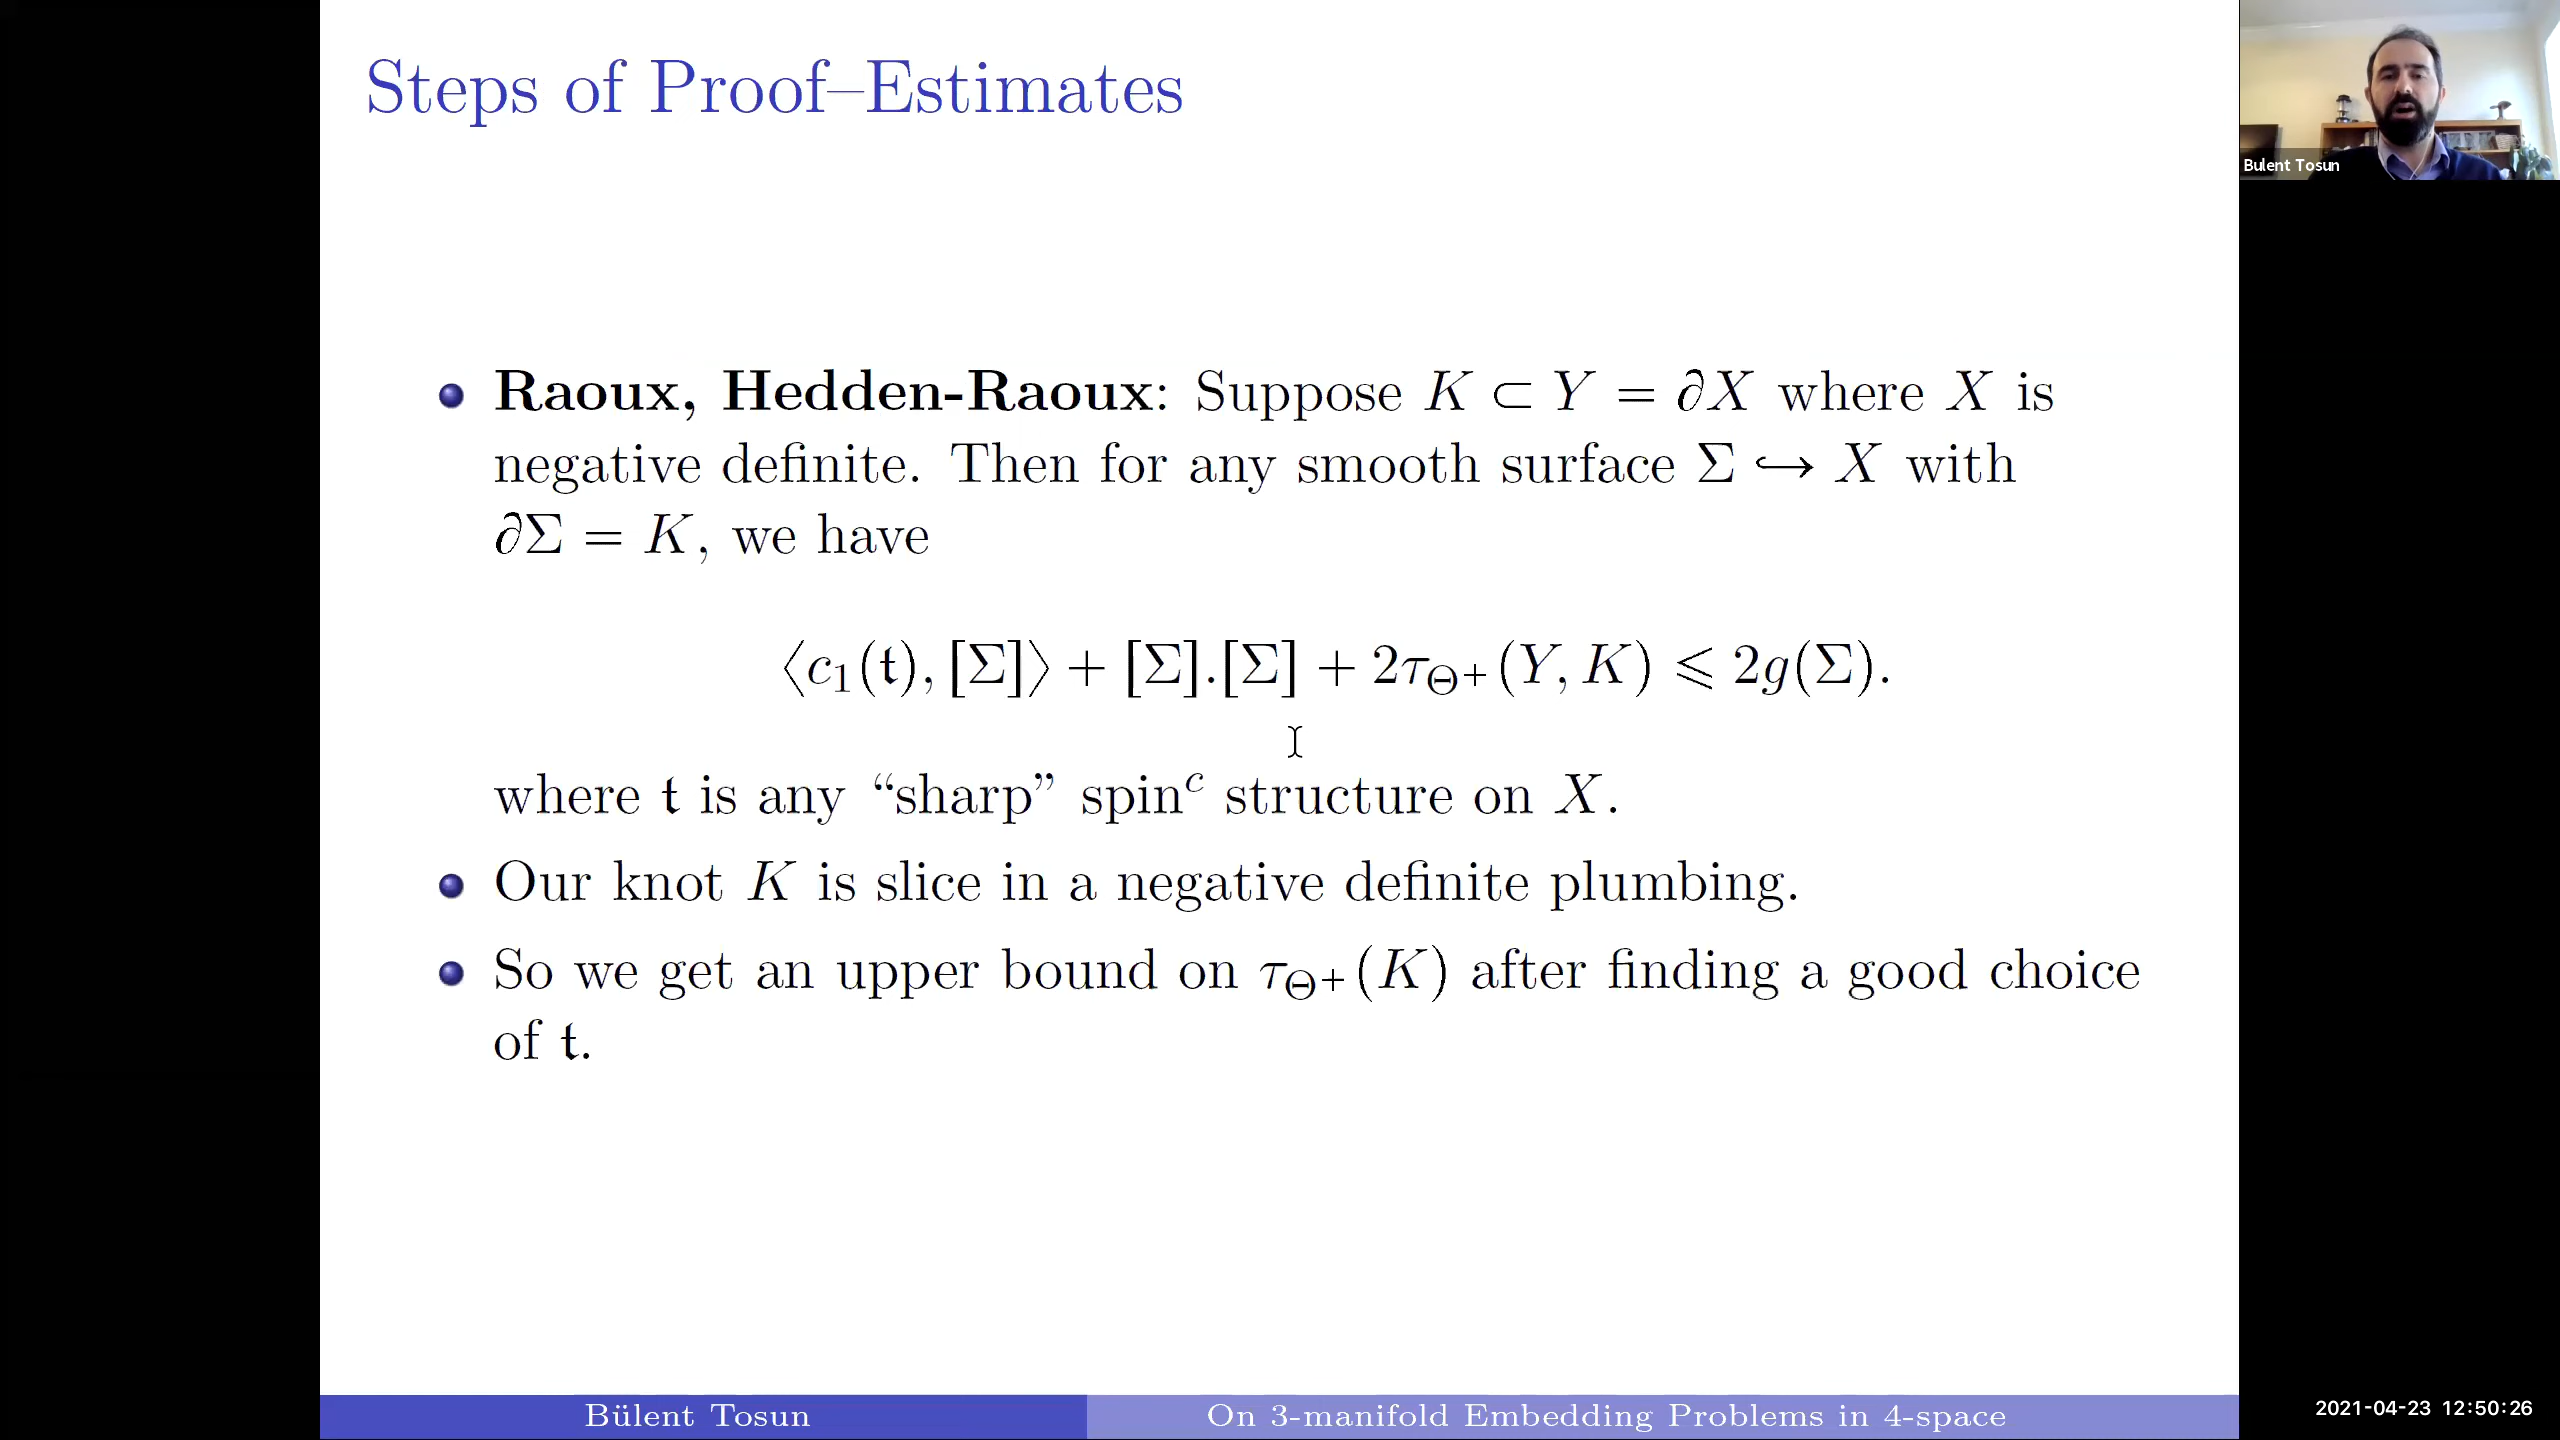 Steps of Proof–Estimates
Bulent Tosun
Raoux, Hedden-Raoux: Suppose K ⊂ Y = ∂X where X is
negative definite. Then for any smooth surface Σ ↪ X with
∂Σ = K, we have
⟨c₁(𝔱), [Σ]⟩ + [Σ].[Σ] + 2τ_Θ⁺(Y, K) ⩽ 2g(Σ).
where 𝔱 is any “sharp” spinᶜ structure on X.
Our knot K is slice in a negative definite plumbing.
So we get an upper bound on τ_Θ⁺(K) after finding a good choice
of 𝔱.
Bülent Tosun
On 3-manifold Embedding Problems in 4-space
2021-04-23 12:50:26